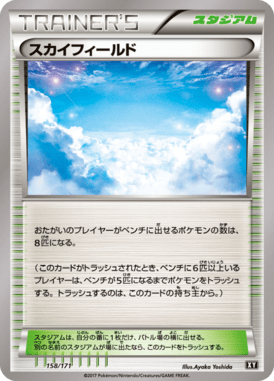 TRAINER'S
スタジアム
スカイフィールド
おたがいのプレイヤーがベンチに出せるポケモンの数は、
8匹になる。
(このカードがトラッシュされたとき、ベンチに6匹以上いる
プレイヤーは、ベンチが5匹になるまでポケモンをトラッシュ
する。トラッシュするのは、このカードの持ち主から。)
スタジアムは、自分の番に1枚だけ、バトル場の横に出せる。
別の名前のスタジアムが場に出たなら、このカードをトラッシュする。
158/171
Illus.Ayaka Yoshida
XY
©2017 Pokémon/Nintendo/Creatures/GAME FREAK.